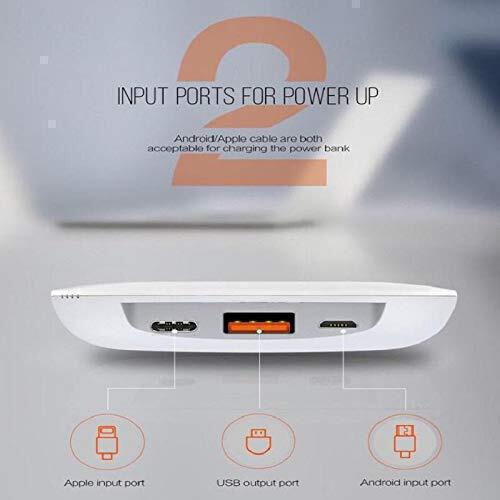 2
INPUT PORTS FOR POWER UP
Android/Apple cable are both
acceptable for charging the power bank
Apple input port
USB output port
Android input port